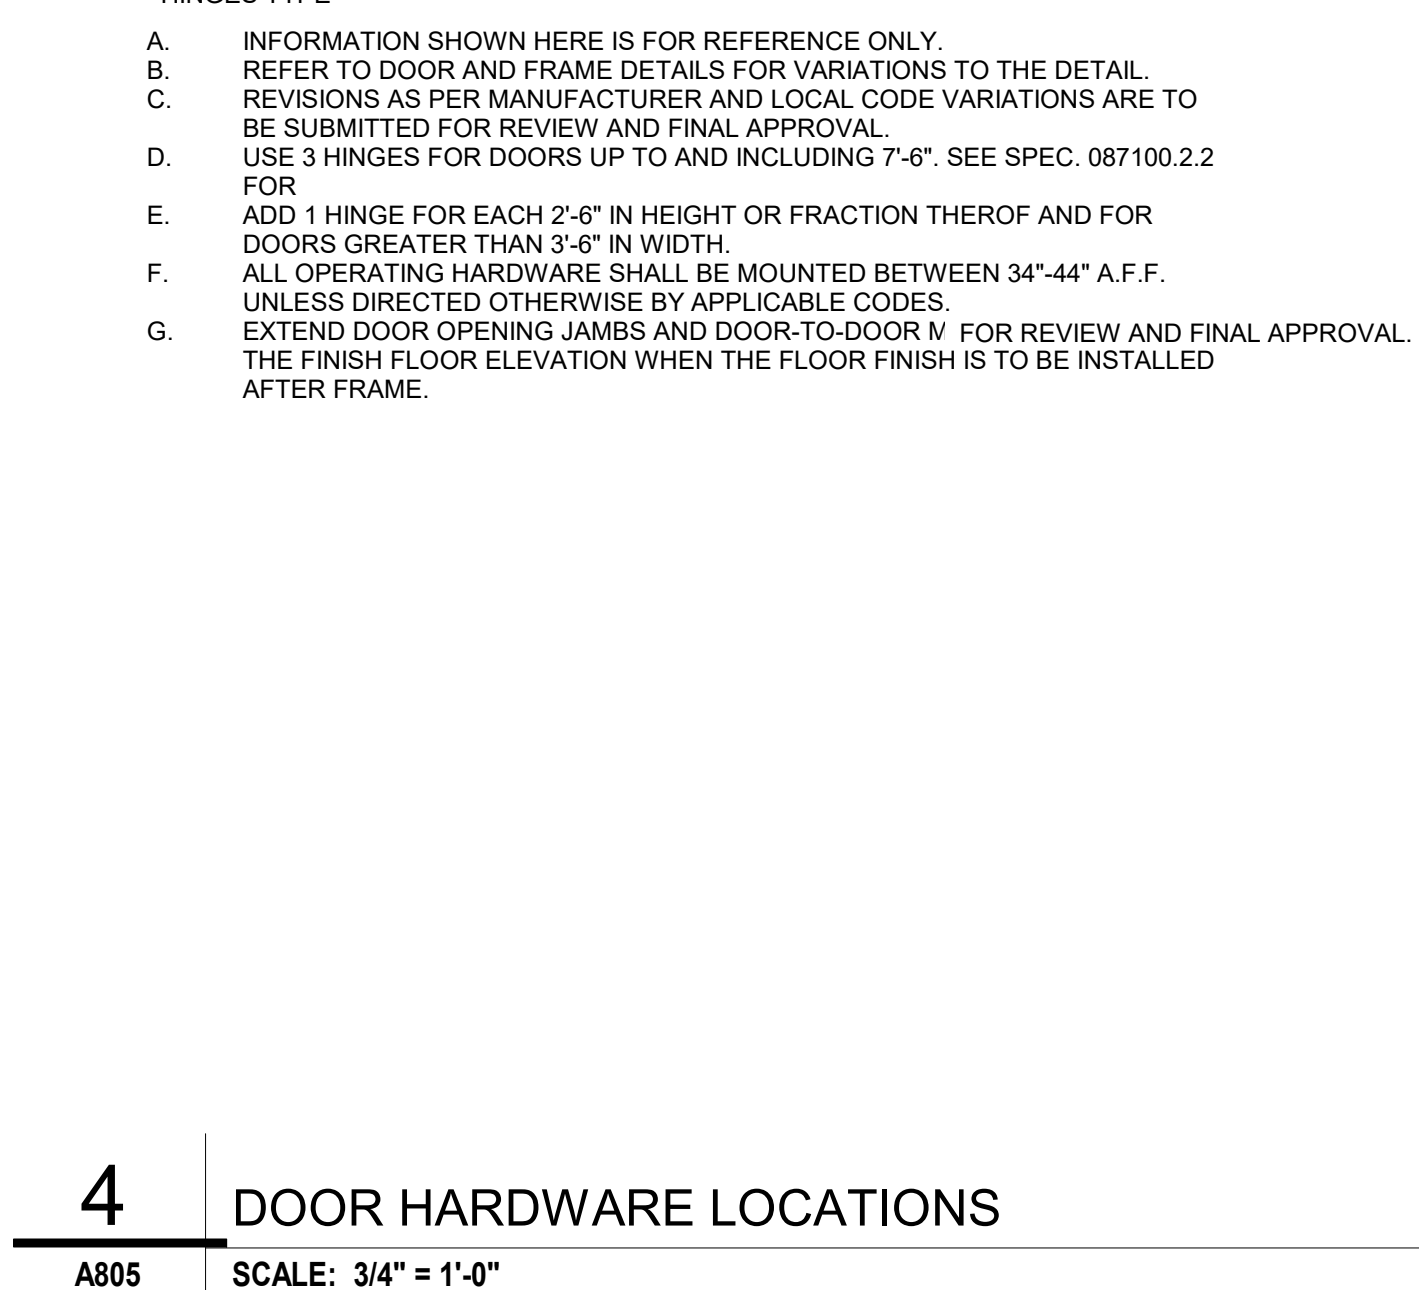 HINGES TYPE
A. INFORMATION SHOWN HERE IS FOR REFERENCE ONLY.
B. REFER TO DOOR AND FRAME DETAILS FOR VARIATIONS TO THE DETAIL.
C. REVISIONS AS PER MANUFACTURER AND LOCAL CODE VARIATIONS ARE TO
BE SUBMITTED FOR REVIEW AND FINAL APPROVAL.
D. USE 3 HINGES FOR DOORS UP TO AND INCLUDING 7'-6". SEE SPEC. 087100.2.2
FOR
E. ADD 1 HINGE FOR EACH 2'-6" IN HEIGHT OR FRACTION THEROF AND FOR
DOORS GREATER THAN 3'-6" IN WIDTH.
F. ALL OPERATING HARDWARE SHALL BE MOUNTED BETWEEN 34"-44" A.F.F.
UNLESS DIRECTED OTHERWISE BY APPLICABLE CODES.
G. EXTEND DOOR OPENING JAMBS AND DOOR-TO-DOOR FOR REVIEW AND FINAL APPROVAL.
THE FINISH FLOOR ELEVATION WHEN THE FLOOR FINISH IS TO BE INSTALLED
AFTER FRAME.
4 DOOR HARDWARE LOCATIONS
A805 SCALE: 3/4" = 1'-0"